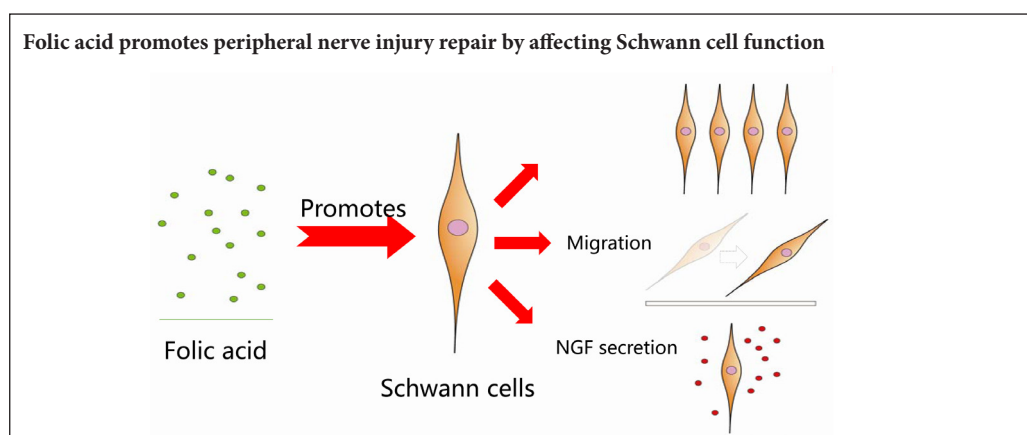 Folic acid promotes peripheral nerve injury repair by affecting Schwann cell function
Promotes
Migration
NGF secretion
Folic acid
Schwann cells